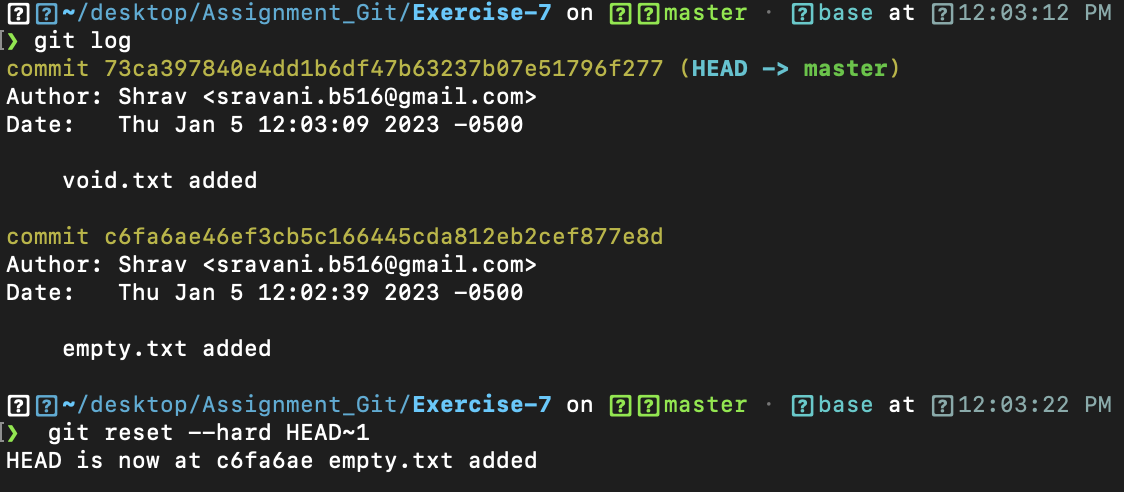 ~/desktop/Assignment_Git/Exercise-7 on master · base at 12:03:12 PM
❯ git log
commit 73ca397840e4dd1b6df47b63237b07e51796f277 (HEAD -> master)
Author: Shrav <sravani.b516@gmail.com>
Date:   Thu Jan 5 12:03:09 2023 -0500
void.txt added
commit c6fa6ae46ef3cb5c166445cda812eb2cef877e8d
Author: Shrav <sravani.b516@gmail.com>
Date:   Thu Jan 5 12:02:39 2023 -0500
empty.txt added
~/desktop/Assignment_Git/Exercise-7 on master · base at 12:03:22 PM
❯  git reset --hard HEAD~1
HEAD is now at c6fa6ae empty.txt added